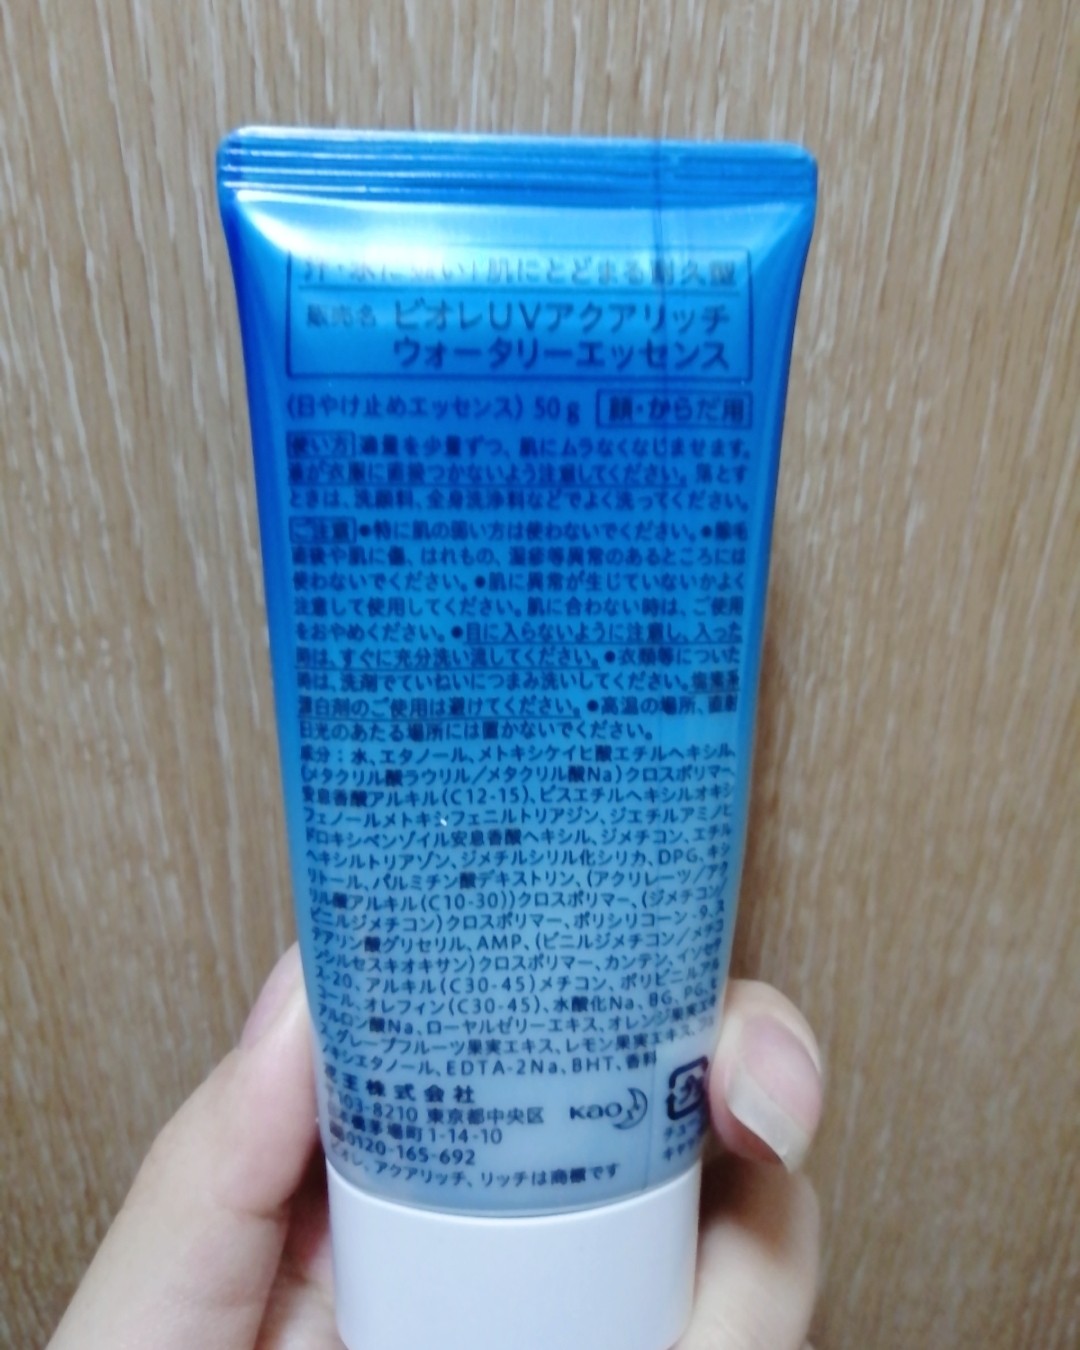 汗・水に強い！肌にとどまる耐久型
販売名 ビオレUVアクアリッチ
ウォータリーエッセンス
(日やけ止めエッセンス) 50g 顔・からだ用
使い方 適量を少量ずつ、肌にムラなくなじませます。
液が衣服に直接つかないよう注意してください。落とす
ときは、洗顔料、全身洗浄料などでよく洗ってください。
ご注意 ●特に肌の弱い方は使わないでください。●除毛
直後や肌に傷、はれもの、湿疹等異常のあるところには
使わないでください。●肌に異常が生じていないかよく
注意して使用してください。肌に合わない時は、ご使用
をおやめください。●目に入らないように注意し、入った
時は、すぐに充分洗い流してください。●衣類等についた
時は、洗剤でていねいにつまみ洗いしてください。塩素系
漂白剤のご使用は避けてください。●高温の場所、直射
日光のあたる場所には置かないでください。
成分：水、エタノール、メトキシケイヒ酸エチルヘキシル、
(メタクリル酸ラウリル／メタクリル酸Na)クロスポリマー、
安息香酸アルキル(C12-15)、ビスエチルヘキシルオキシ
フェノールメトキシフェニルトリアジン、ジエチルアミノヒ
ドロキシベンゾイル安息香酸ヘキシル、ジメチコン、エチル
ヘキシルトリアゾン、ジメチルシリル化シリカ、DPG、キシ
リトール、パルミチン酸デキストリン、(アクリレーツ／アク
リル酸アルキル(C10-30))クロスポリマー、(ジメチコン／
ビニルジメチコン)クロスポリマー、ポリシリコーン-9、ス
テアリン酸グリセリル、AMP、(ビニルジメチコン／メチコ
ンシルセスキオキサン)クロスポリマー、カンテン、イソセテ
ス-20、アルキル(C30-45)メチコン、ポリビニルアル
コール、オレフィン(C30-45)、水酸化Na、BG、PG、ヒ
アルロン酸Na、ローヤルゼリーエキス、オレンジ果実エキ
ス、グレープフルーツ果実エキス、レモン果実エキス、フェ
ノキシエタノール、EDTA-2Na、BHT、香料
花王株式会社
〒103-8210 東京都中央区
日本橋茅場町1-14-10
0120-165-692
ビオレ、アクアリッチ、リッチは商標です
kao